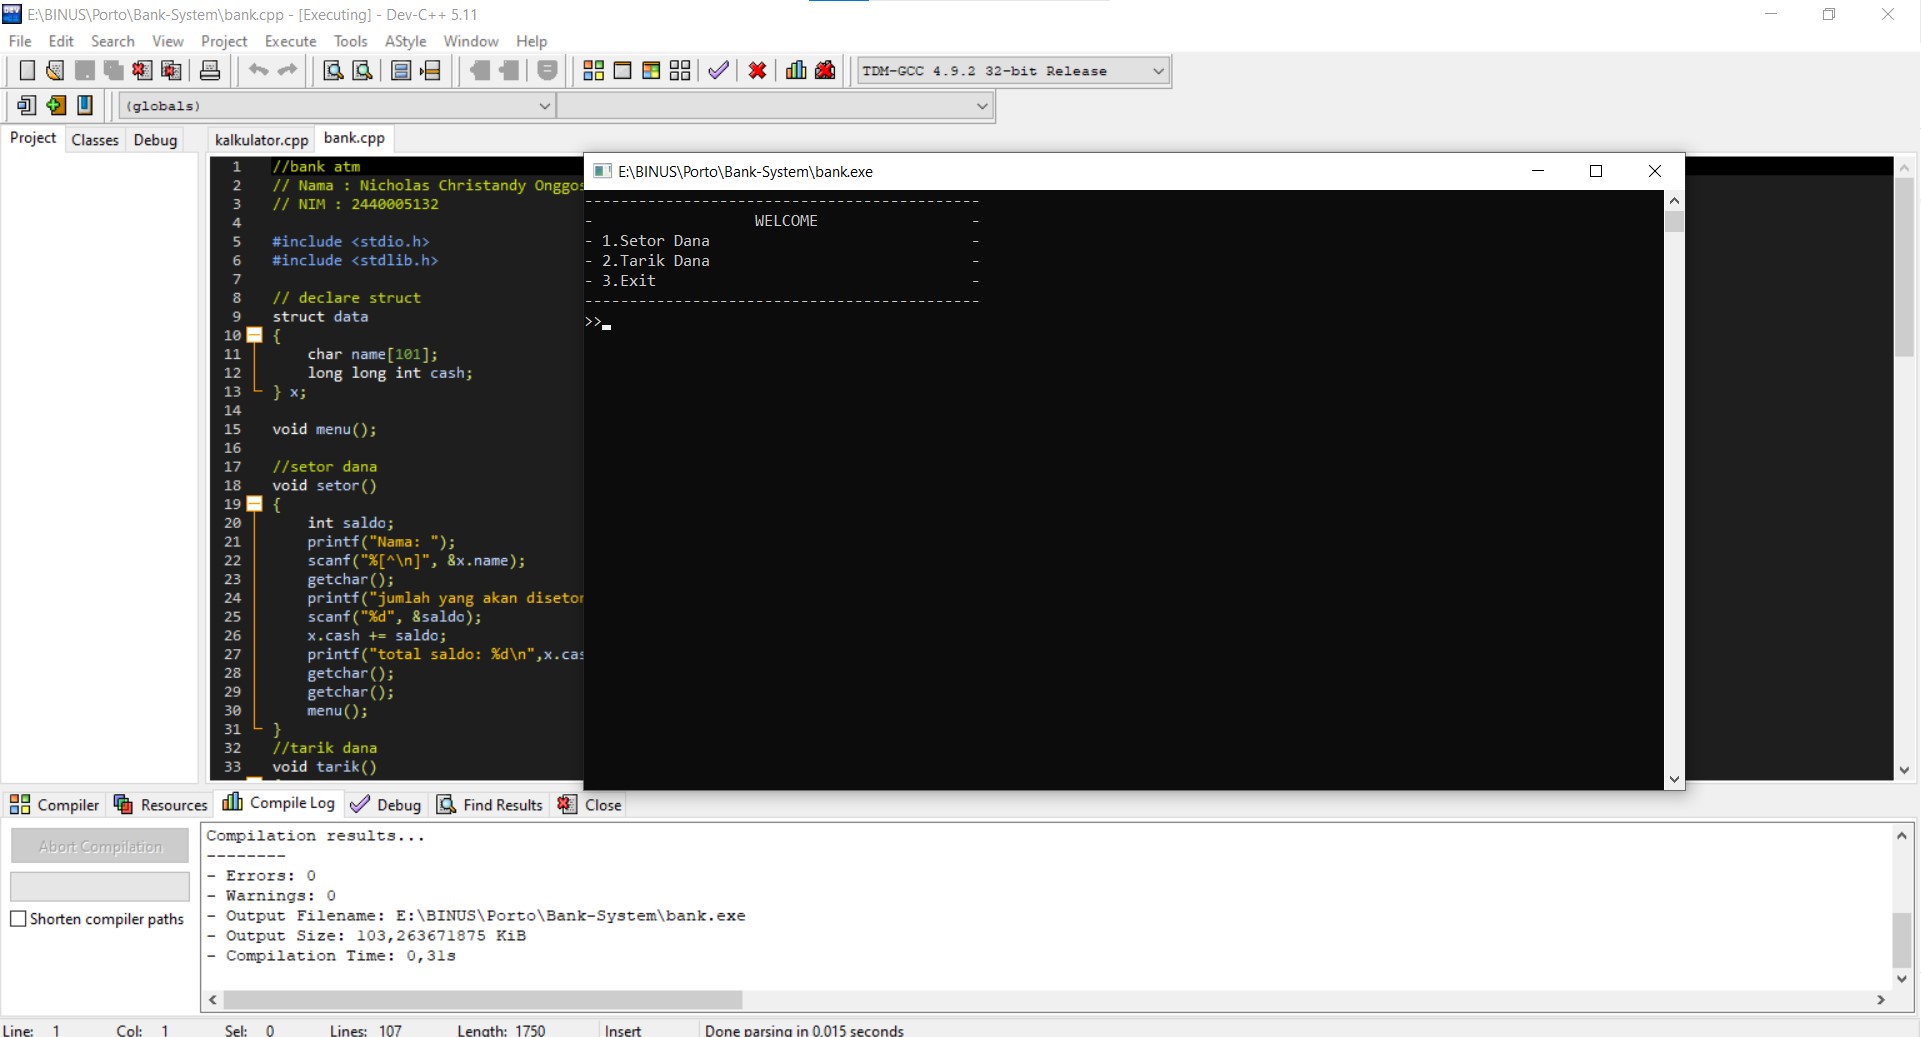 E:\BINUS\Porto\Bank-System\bank.cpp - [Executing] - Dev-C++ 5.11
File Edit Search View Project Execute Tools AStyle Window Help
TDM-GCC 4.9.2 32-bit Release
(globals)
Project Classes Debug
kalkulator.cpp bank.cpp
1 //bank atm
2 // Nama : Nicholas Christandy Onggos
3 // NIM : 2440005132
4
5 #include <stdio.h>
6 #include <stdlib.h>
7
8 // declare struct
9 struct data
10 {
11 char name[101];
12 long long int cash;
13 } x;
14
15 void menu();
16
17 //setor dana
18 void setor()
19 {
20 int saldo;
21 printf("Nama: ");
22 scanf("%[^\n]", &x.name);
23 getchar();
24 printf("jumlah yang akan disetor
25 scanf("%d", &saldo);
26 x.cash += saldo;
27 printf("total saldo: %d\n",x.cas
28 getchar();
29 getchar();
30 menu();
31 }
32 //tarik dana
33 void tarik()
E:\BINUS\Porto\Bank-System\bank.exe
--------------------------------------------
- WELCOME -
- 1.Setor Dana -
- 2.Tarik Dana -
- 3.Exit -
--------------------------------------------
>>
Compiler Resources Compile Log Debug Find Results Close
Abort Compilation
Shorten compiler paths
Compilation results...
--------
- Errors: 0
- Warnings: 0
- Output Filename: E:\BINUS\Porto\Bank-System\bank.exe
- Output Size: 103,263671875 KiB
- Compilation Time: 0,31s
Line: 1 Col: 1 Sel: 0 Lines: 107 Length: 1750 Insert Done parsing in 0.015 seconds